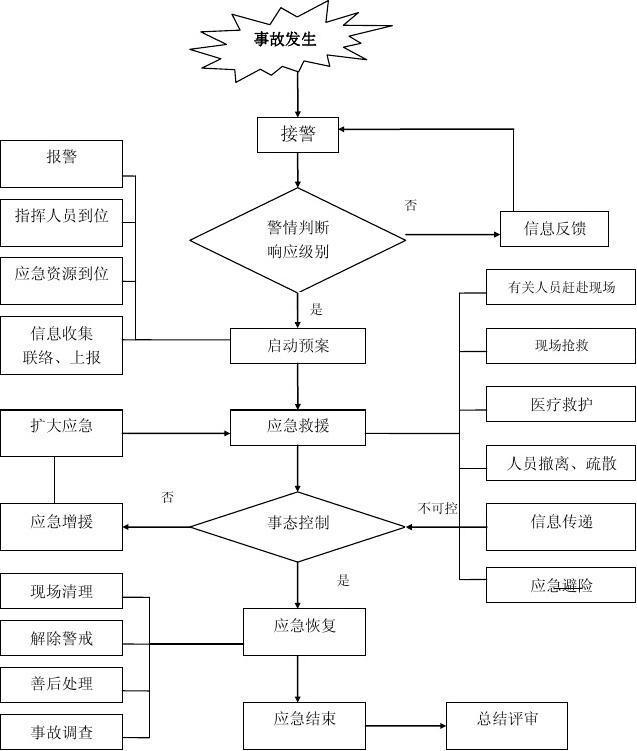 事故发生
接警
报警
指挥人员到位
警情判断
响应级别
否
信息反馈
应急资源到位
有关人员赶赴现场
是
信息收集
联络、上报
启动预案
现场抢救
医疗救护
扩大应急
应急救援
人员撤离、疏散
否
不可控
应急增援
事态控制
信息传递
是
应急避险
现场清理
应急恢复
解除警戒
善后处理
事故调查
应急结束
总结评审